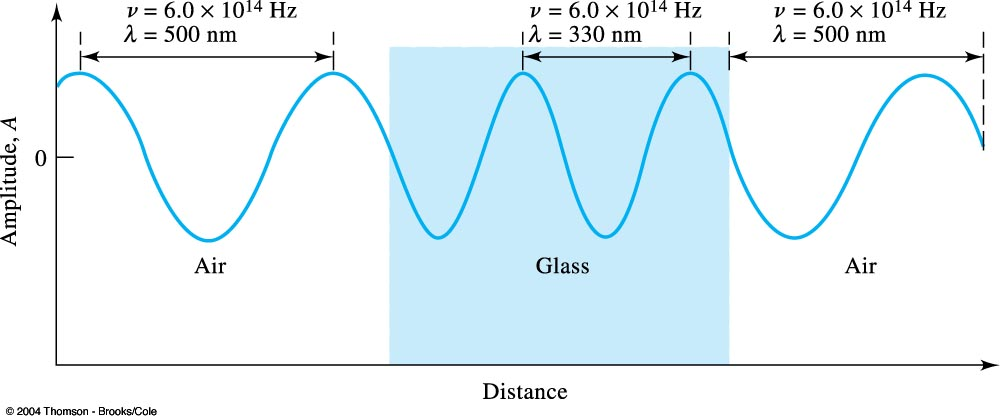 ν = 6.0 × 10¹⁴ Hz
λ = 500 nm
ν = 6.0 × 10¹⁴ Hz
λ = 330 nm
ν = 6.0 × 10¹⁴ Hz
λ = 500 nm
Amplitude, A
0
Air
Glass
Air
Distance
© 2004 Thomson - Brooks/Cole